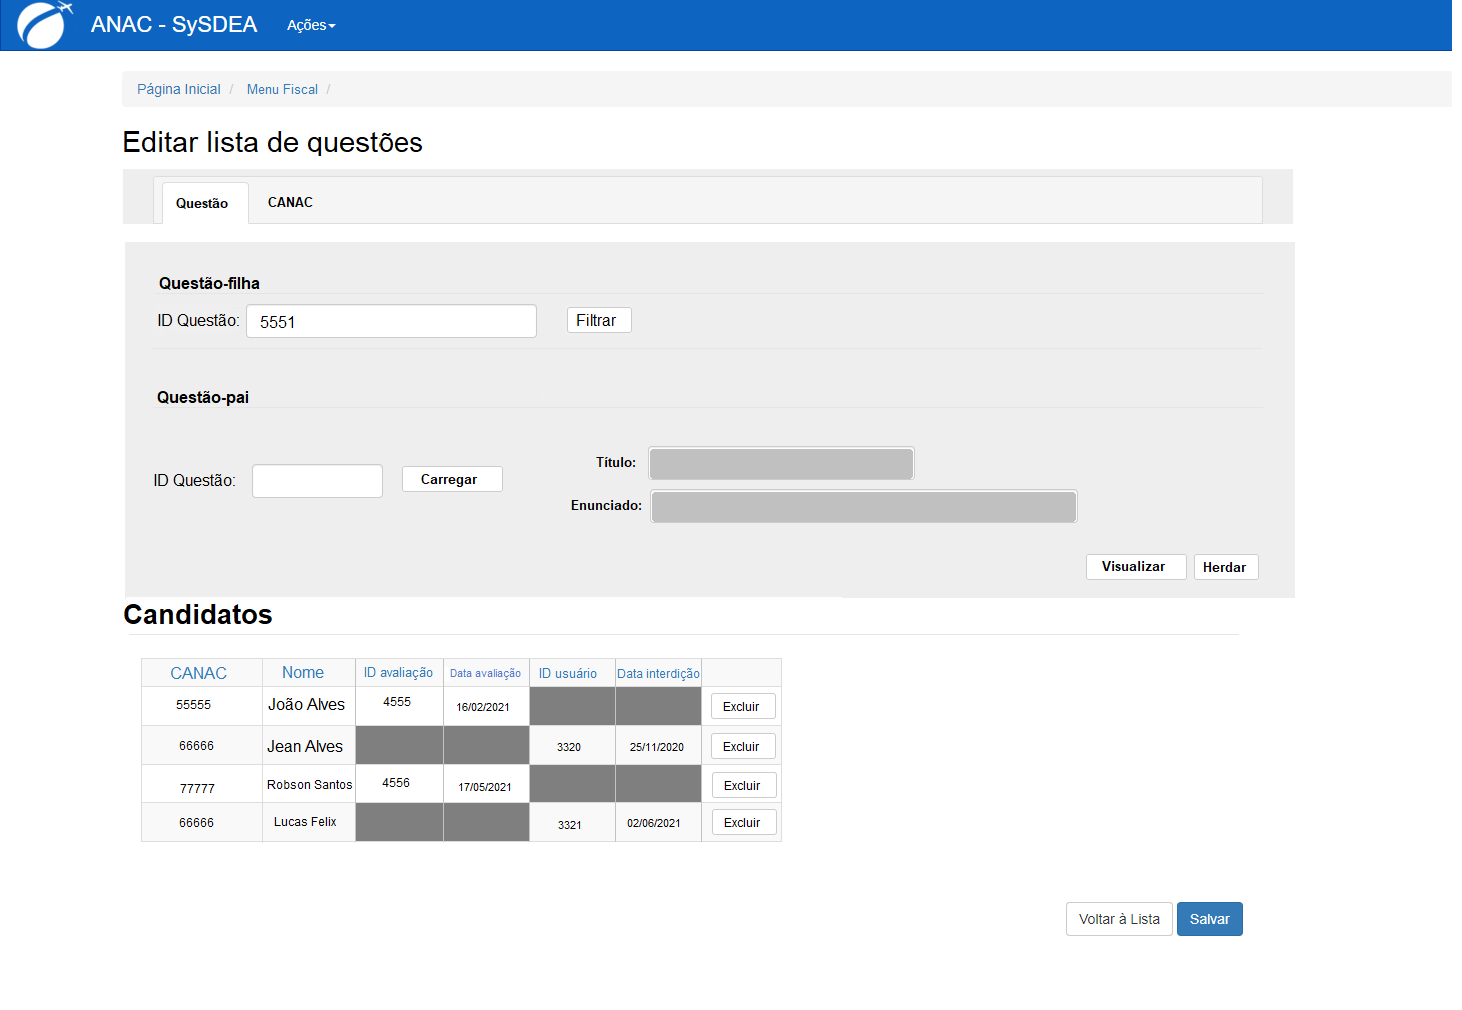 ANAC - SySDEA Ações
Página Inicial / Menu Fiscal /
Editar lista de questões
Questão CANAC
Questão-filha
ID Questão: 5551 Filtrar
Questão-pai
Título:
ID Questão: Carregar
Enunciado:
Visualizar Herdar
Candidatos
CANAC Nome ID avaliação Data avaliação ID usuário Data interdição
55555 João Alves 4555 16/02/2021 Excluir
66666 Jean Alves 3320 25/11/2020 Excluir
77777 Robson Santos 4556 17/05/2021 Excluir
66666 Lucas Felix 3321 02/06/2021 Excluir
Voltar à Lista Salvar